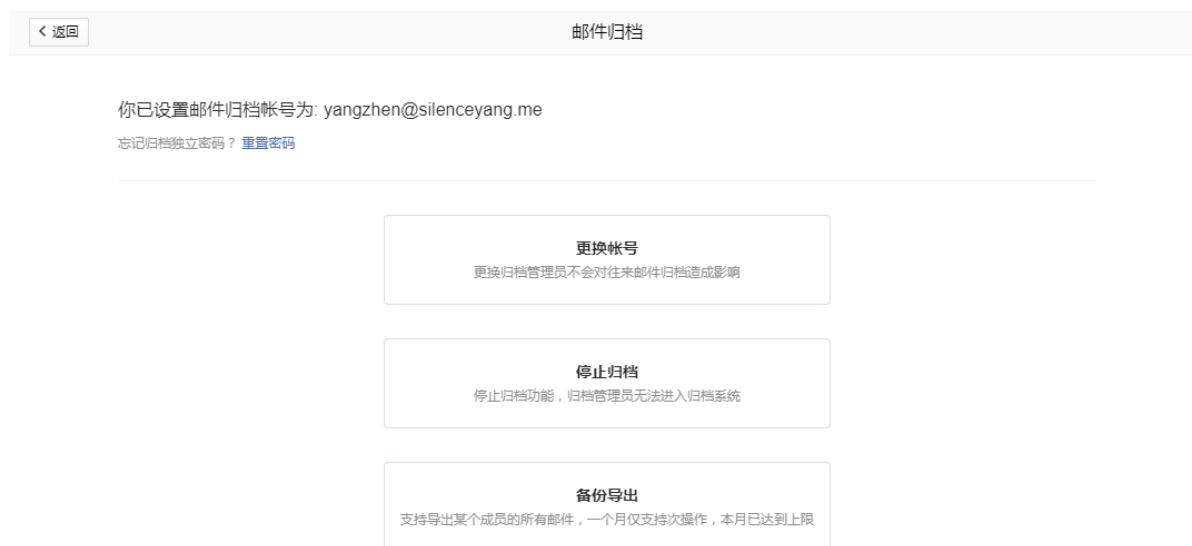 返回
邮件归档
你已设置邮件归档帐号为: yangzhen@silenceyang.me
忘记归档独立密码？ 重置密码
更换帐号
更换归档管理员不会对往来邮件归档造成影响
停止归档
停止归档功能，归档管理员无法进入归档系统
备份导出
支持导出某个成员的所有邮件，一个月仅支持次操作，本月已达到上限